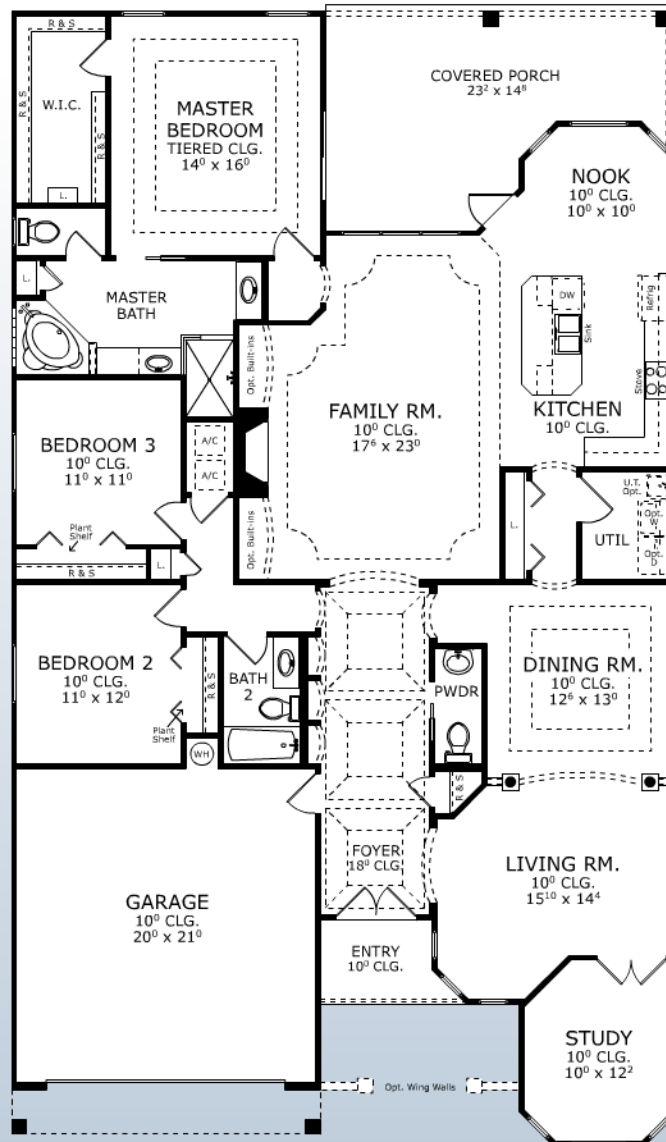 R & S
COVERED PORCH
23² x 14⁸
W.I.C.
R & S
R & S
L.
MASTER
BEDROOM
TIERED CLG.
14⁰ x 16⁰
NOOK
10⁰ CLG.
10⁰ x 10⁰
L.
MASTER
BATH
DW
Sink
Refrig
Stove
KITCHEN
10⁰ CLG.
Opt. Built-ins
FAMILY RM.
10⁰ CLG.
17⁶ x 23⁰
BEDROOM 3
10⁰ CLG.
11⁰ x 11⁰
A/C
A/C
Plant
Shelf
R & S
L.
Opt. Built-ins
L.
U.T.
Opt.
Opt.
W
Opt.
D
UTIL
BEDROOM 2
10⁰ CLG.
11⁰ x 12⁰
R & S
Plant
Shelf
BATH
2
PWDR
DINING RM.
10⁰ CLG.
12⁶ x 13⁰
WH
R & S
FOYER
18⁰ CLG
LIVING RM.
10⁰ CLG.
15¹⁰ x 14⁴
GARAGE
10⁰ CLG.
20⁰ x 21⁰
ENTRY
10⁰ CLG.
STUDY
10⁰ CLG.
10⁰ x 12²
Opt. Wing Walls